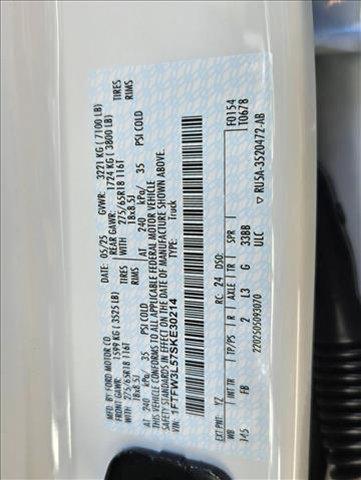 MFD. BY FORD MOTOR CO.
DATE: 05/25 GVWR: 3221 KG ( 7100 LB)
FRONT GAWR: 1599 KG (3525 LB) REAR GAWR: 1724 KG ( 3800 LB)
WITH 275/65R18 116T TIRES WITH 275/65R18 116T TIRES
18x8.5J RIMS 18x8.5J RIMS
AT 240 kPa/ 35 PSI COLD AT 240 kPa/ 35 PSI COLD
THIS VEHICLE CONFORMS TO ALL APPLICABLE FEDERAL MOTOR VEHICLE
SAFETY STANDARDS IN EFFECT ON THE DATE OF MANUFACTURE SHOWN ABOVE.
VIN: 1FTFW3L57SKE30214 TYPE: Truck
F0154
T0678
EXT PNT: YZ RC: 24 DSO:
WB INT TR TP/PS R AXLE TR SPR
145 FB 2 L3 G 33BB
2202505093070 ULC
RU5A-3520472-AB